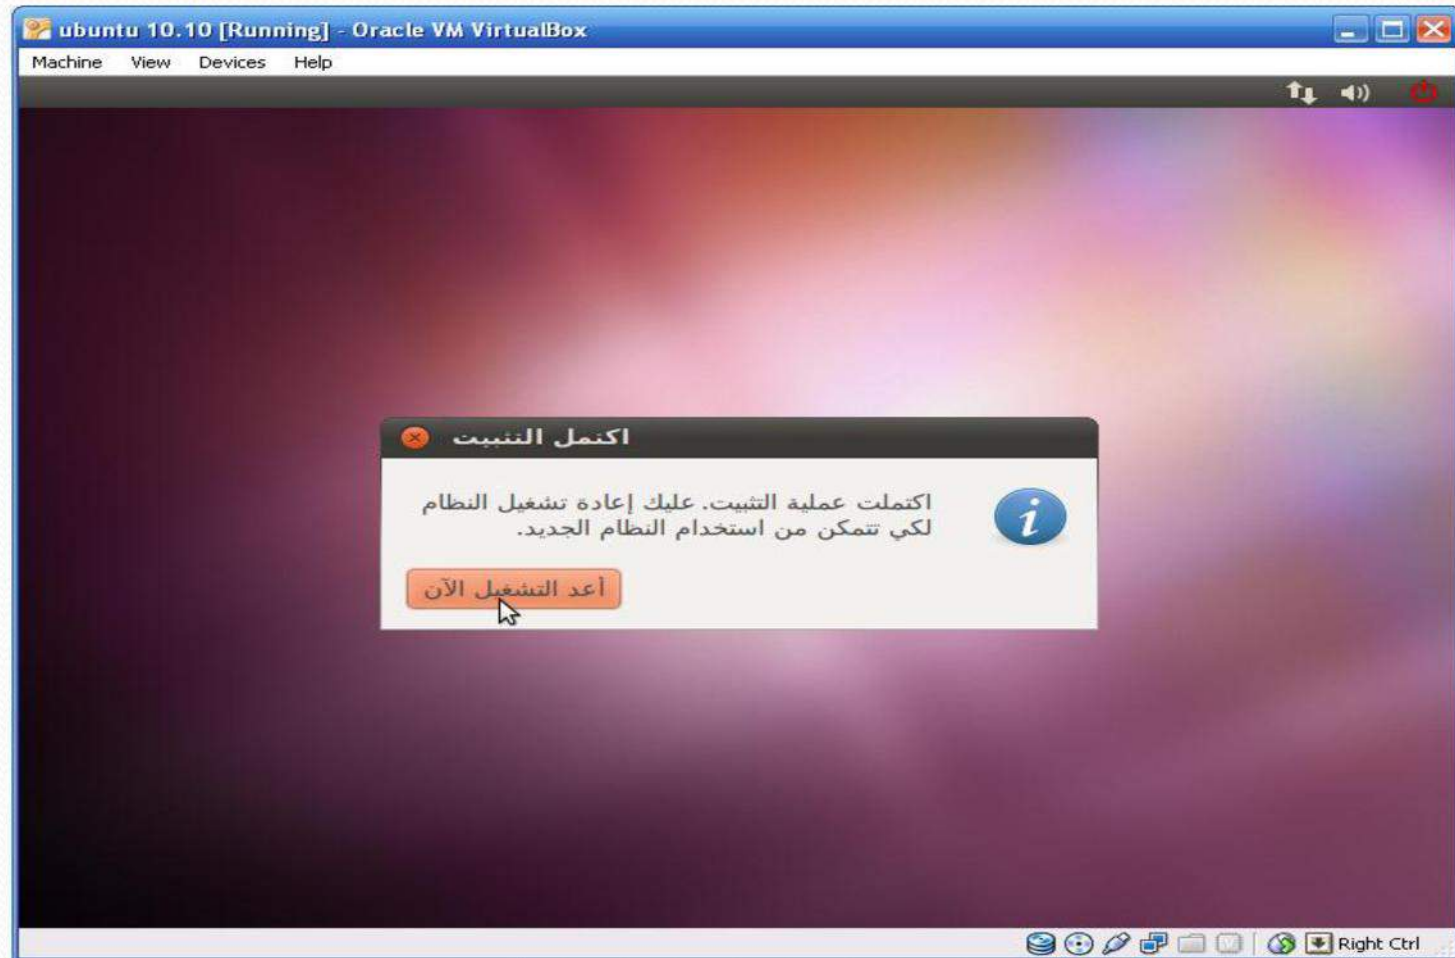 ubuntu 10.10 [Running] - Oracle VM VirtualBox
Machine View Devices Help
اكتمل التثبيت
اكتملت عملية التثبيت. عليك إعادة تشغيل النظام
لكي تتمكن من استخدام النظام الجديد.
أعد التشغيل الآن
Right Ctrl